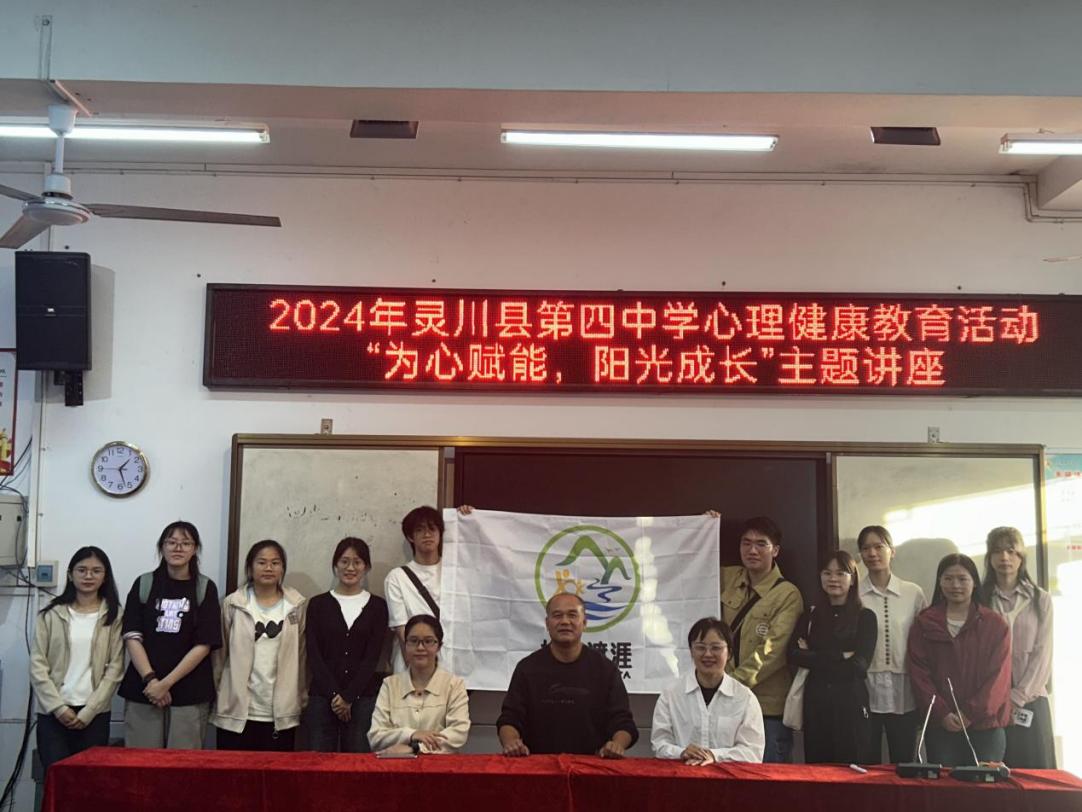 2024年灵川县第四中学心理健康教育活动
“为心赋能，阳光成长”主题讲座
涯